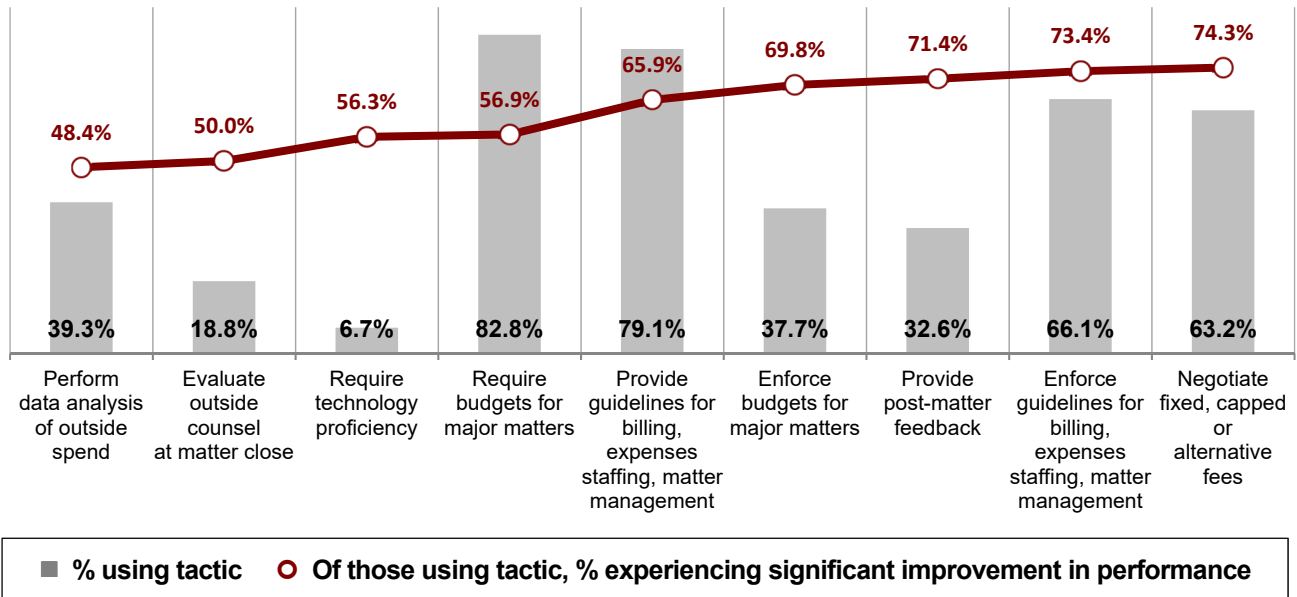 48.4%
50.0%
56.3%
56.9%
65.9%
69.8%
71.4%
73.4%
74.3%
39.3%
18.8%
6.7%
82.8%
79.1%
37.7%
32.6%
66.1%
63.2%
Perform
data analysis
of outside
spend
Evaluate
outside
counsel
at matter close
Require
technology
proficiency
Require
budgets for
major matters
Provide
guidelines for
billing,
expenses
staffing, matter
management
Enforce
budgets for
major matters
Provide
post-matter
feedback
Enforce
guidelines for
billing,
expenses
staffing, matter
management
Negotiate
fixed, capped
or
alternative
fees
% using tactic
Of those using tactic, % experiencing significant improvement in performance